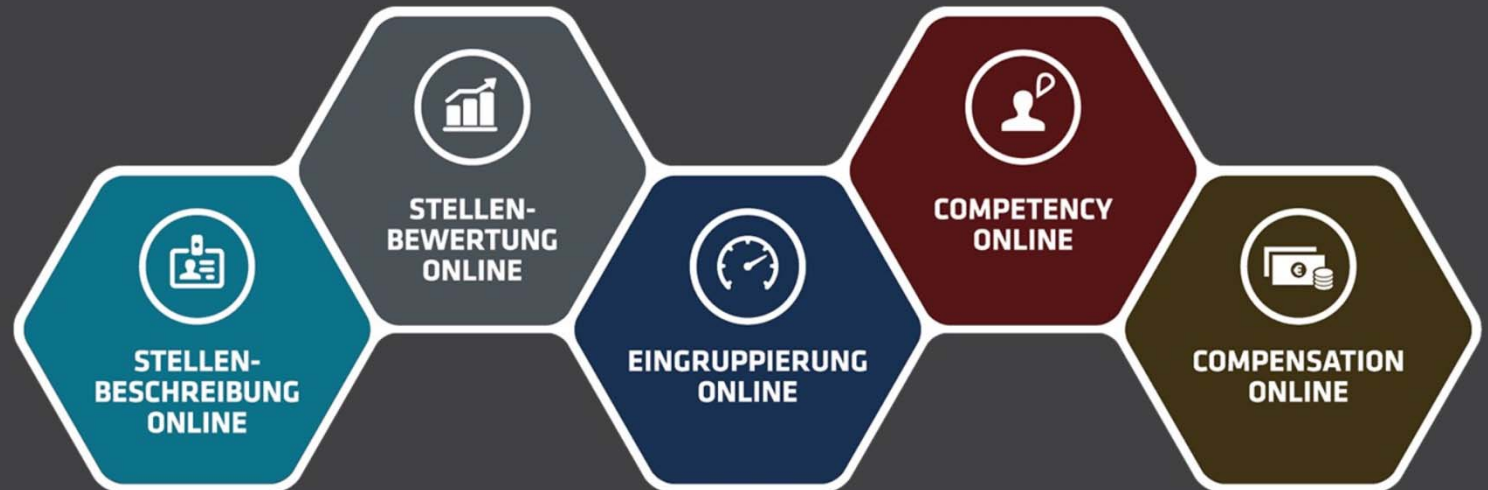 STELLEN-
BESCHREIBUNG
ONLINE
STELLEN-
BEWERTUNG
ONLINE
EINGRUPPIERUNG
ONLINE
COMPETENCY
ONLINE
COMPENSATION
ONLINE